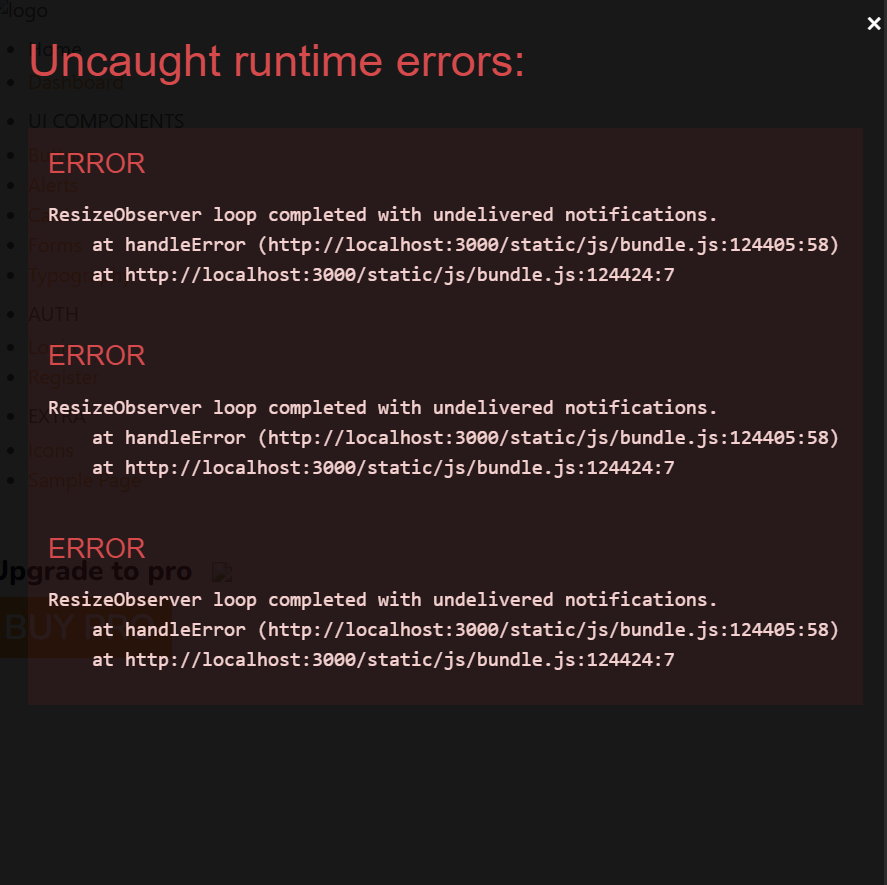 logo
Home
Uncaught runtime errors:
Dashboard
UI COMPONENTS
ERROR
Alerts
ResizeObserver loop completed with undelivered notifications.
Forms
at handleError (http://localhost:3000/static/js/bundle.js:124405:58)
at http://localhost:3000/static/js/bundle.js:124424:7
AUTH
ERROR
Register
ResizeObserver loop completed with undelivered notifications.
EXTRA
at handleError (http://localhost:3000/static/js/bundle.js:124405:58)
Icons
at http://localhost:3000/static/js/bundle.js:124424:7
Sample Page
ERROR
Upgrade to pro
ResizeObserver loop completed with undelivered notifications.
BUY PRO
at handleError (http://localhost:3000/static/js/bundle.js:124405:58)
at http://localhost:3000/static/js/bundle.js:124424:7